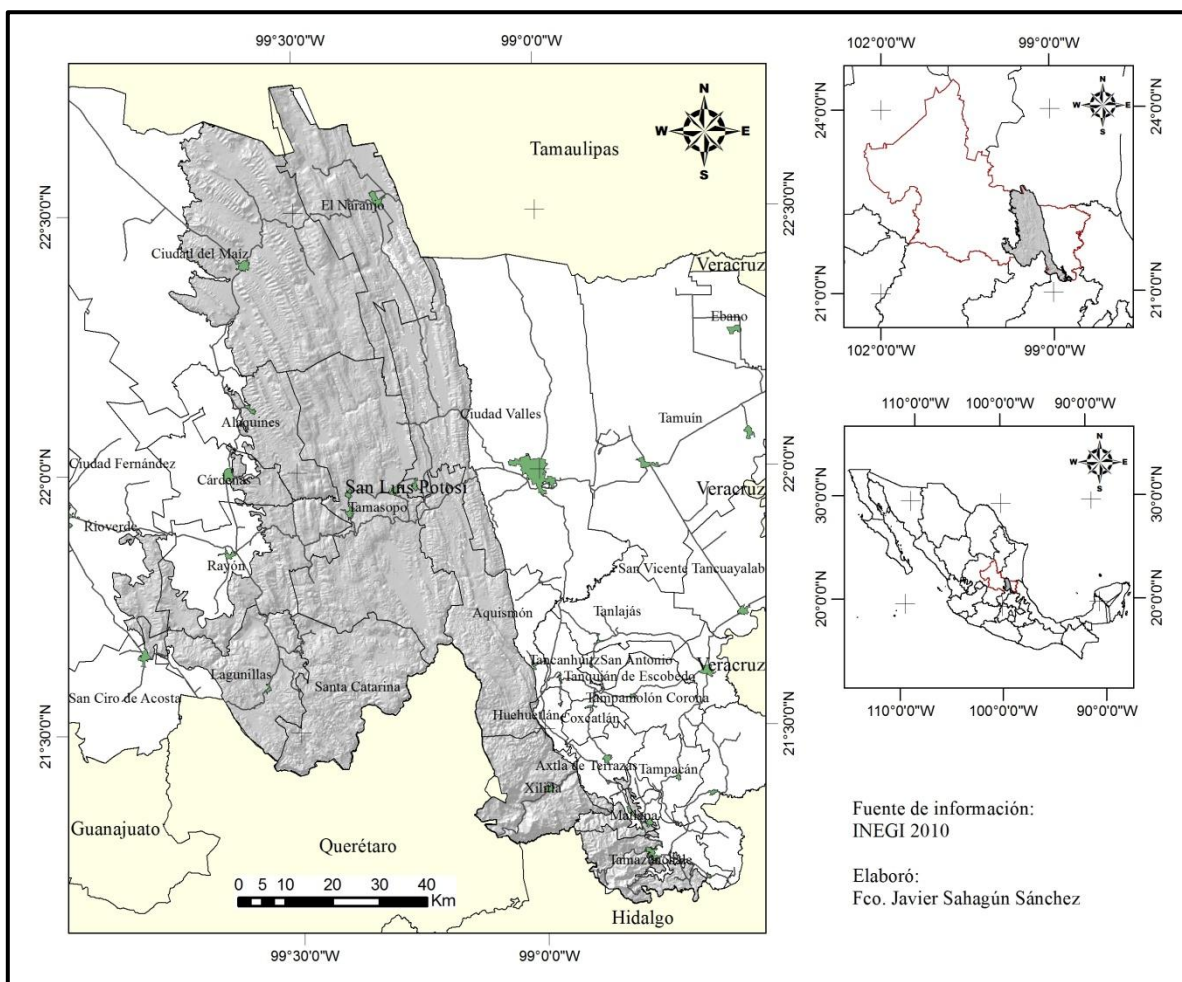 99°30'0"W
99°0'0"W
N
W
E
S
Tamaulipas
22°30'0"N
22°30'0"N
El Naranjo
Ciudad del Maíz
Veracruz
Ebano
Alaquines
Ciudad Valles
Tamuín
22°0'0"N
22°0'0"N
Ciudad Fernández
Cárdenas
San Luis Potosí
Tamasopo
Veracruz
Rioverde
Rayón
San Vicente Tancuayalab
Aquismón
Tanlajás
Tancanhuitz
San Antonio
Veracruz
Lagunillas
Santa Catarina
Tanquián de Escobedo
San Ciro de Acosta
Tampamolón Corona
Huehuetlán
Coxcatlán
21°30'0"N
21°30'0"N
Axtla de Terrazas
Tampacán
Xilitla
Matlapa
Guanajuato
Querétaro
Tamazunchale
0 5 10 20 30 40
Km
Hidalgo
99°30'0"W
99°0'0"W
102°0'0"W
99°0'0"W
N
W
E
S
24°0'0"N
24°0'0"N
21°0'0"N
21°0'0"N
102°0'0"W
99°0'0"W
110°0'0"W
100°0'0"W
90°0'0"W
N
W
E
S
30°0'0"N
30°0'0"N
20°0'0"N
20°0'0"N
110°0'0"W
100°0'0"W
90°0'0"W
Fuente de información:
INEGI 2010
Elaboró:
Fco. Javier Sahagún Sánchez